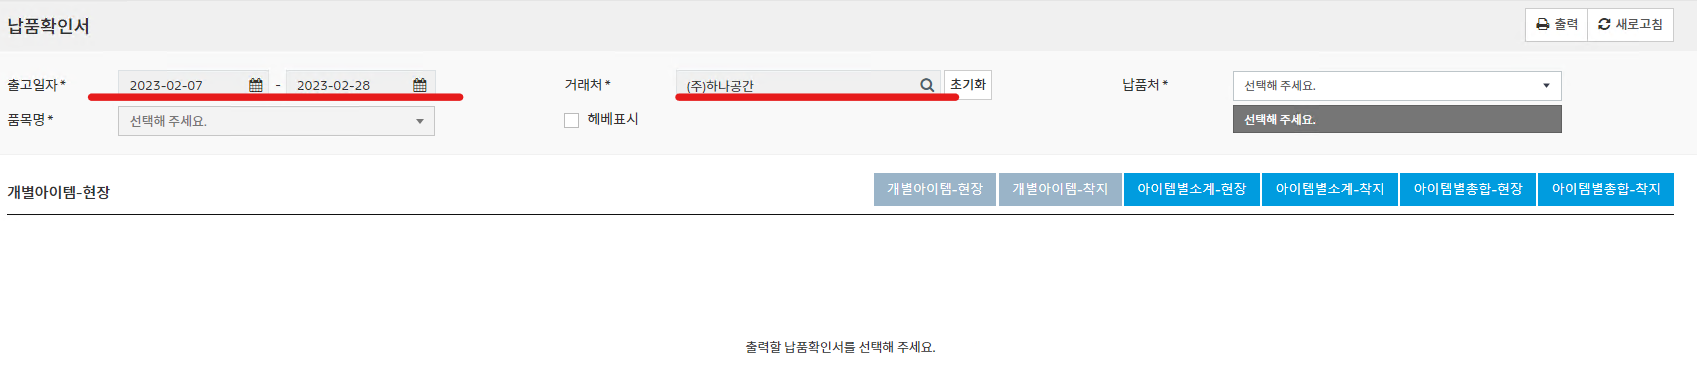 납품확인서
출력 새로고침
출고일자* 2023-02-07 - 2023-02-28 거래처* (주)하나공간 초기화 납품처* 선택해 주세요.
품목명* 선택해 주세요. 헤베표시 선택해 주세요.
개별아이템-현장 개별아이템-현장 개별아이템-착지 아이템별소계-현장 아이템별소계-착지 아이템별총합-현장 아이템별총합-착지
출력할 납품확인서를 선택해 주세요.